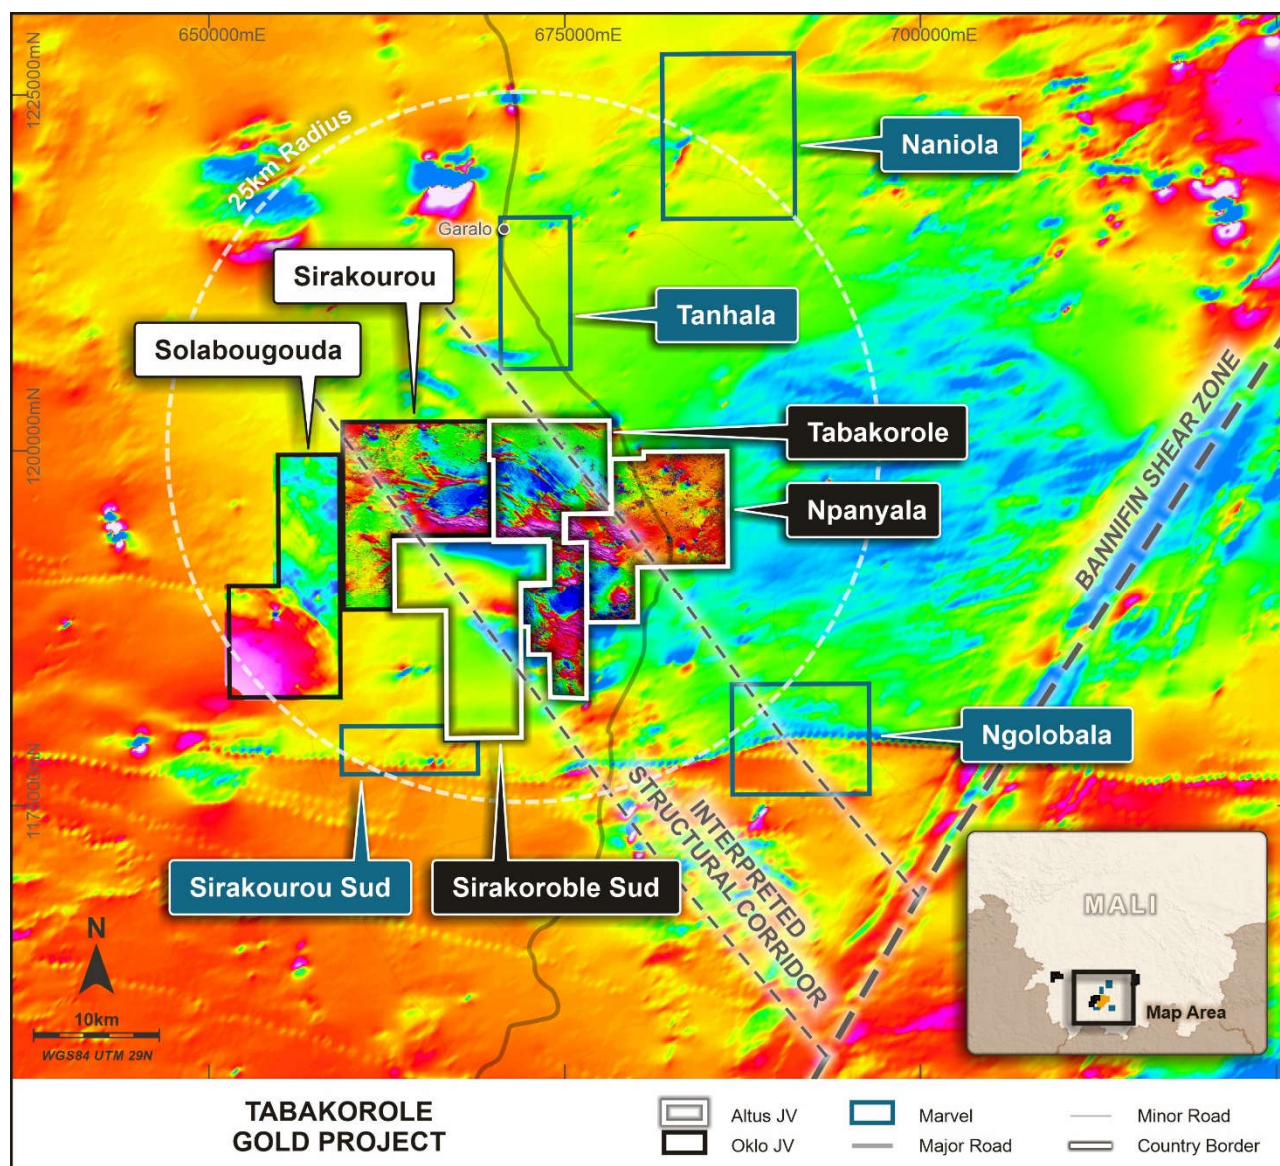 650000mE
675000mE
700000mE
1225000mN
1200000mN
1175000mN
25km Radius
Naniola
Garalo
Sirakourou
Tanhala
Solabougouda
Tabakorole
Npanyala
BANNIFIN SHEAR ZONE
Ngolobala
INTERPRETED
STRUCTURAL CORRIDOR
Sirakourou Sud
Sirakoroble Sud
N
10km
WGS84 UTM 29N
MALI
Map Area
TABAKOROLE
GOLD PROJECT
Altus JV
Oklo JV
Marvel
Major Road
Minor Road
Country Border